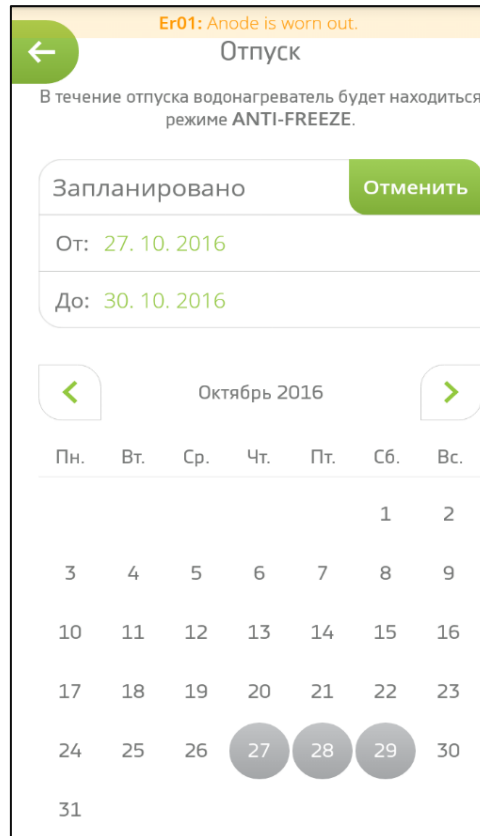 Er01: Anode is worn out.
Отпуск
В течение отпуска водонагреватель будет находиться
режиме ANTI-FREEZE.
Запланировано Отменить
От: 27. 10. 2016
До: 30. 10. 2016
Октябрь 2016
Пн. Вт. Ср. Чт. Пт. Сб. Вс.
1 2
3 4 5 6 7 8 9
10 11 12 13 14 15 16
17 18 19 20 21 22 23
24 25 26 27 28 29 30
31